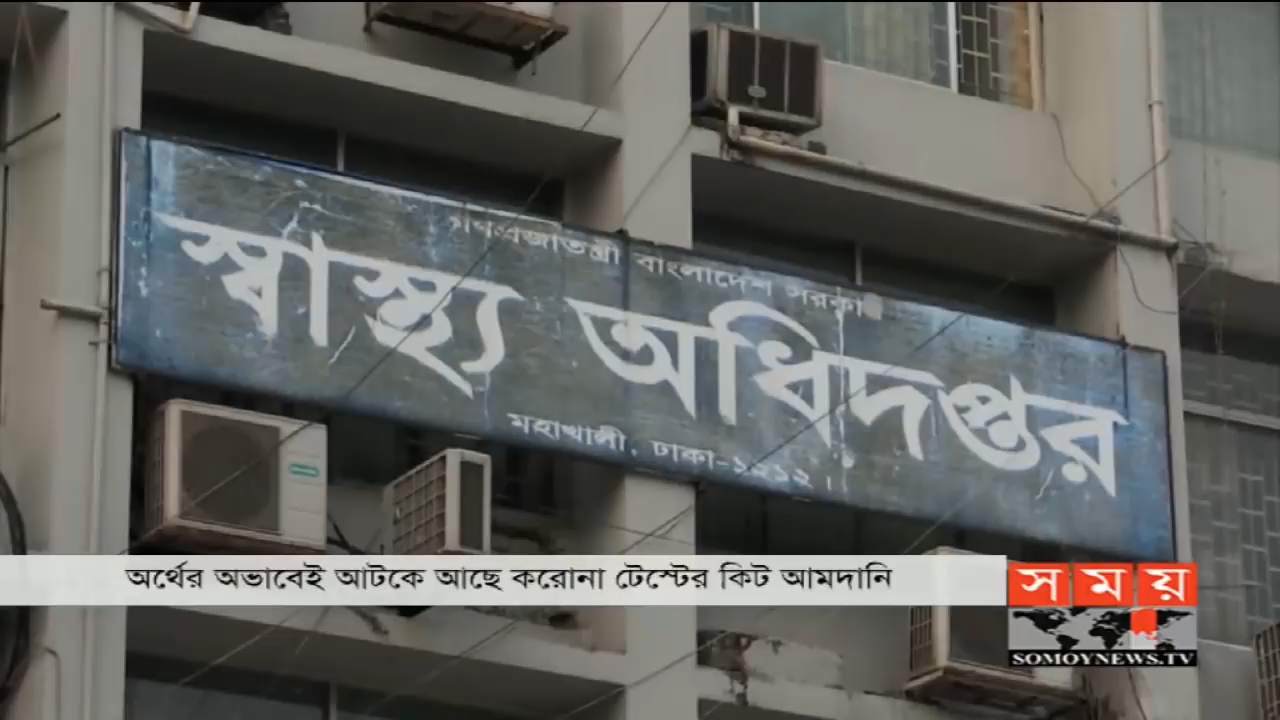 গণপ্রজাতন্ত্রী বাংলাদেশ সরকা
স্বাস্থ্য অধিদপ্তর
মহাখালী, ঢাকা-১২১২।
অর্থের অভাবেই আটকে আছে করোনা টেস্টের কিট আমদানি
সময়
SOMOYNEWS.TV